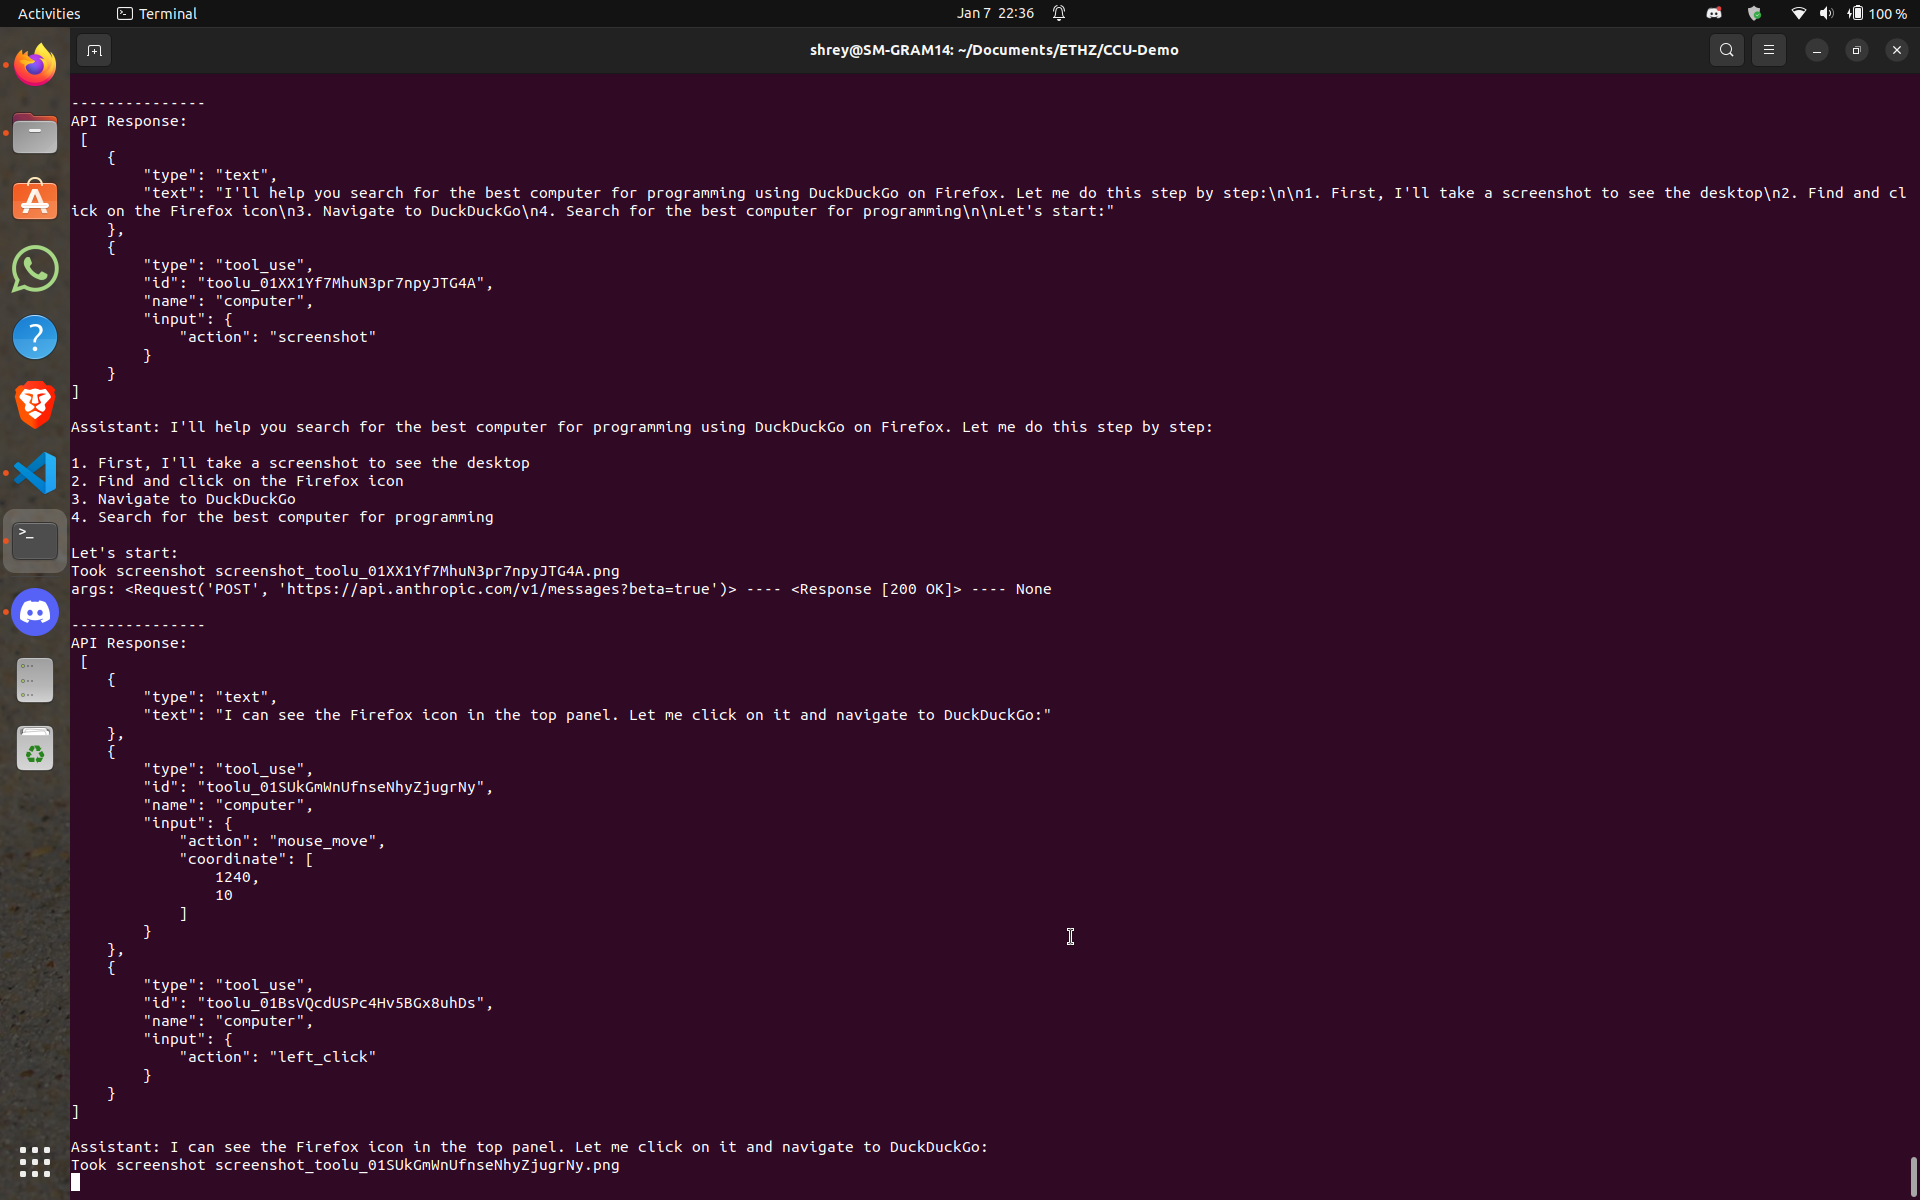 Activities
Terminal
Jan 7 22:36
100 %
shrey@SM-GRAM14: ~/Documents/ETHZ/CCU-Demo
---------------
API Response:
 [
    {
        "type": "text",
        "text": "I'll help you search for the best computer for programming using DuckDuckGo on Firefox. Let me do this step by step:\n\n1. First, I'll take a screenshot to see the desktop\n2. Find and cl
ick on the Firefox icon\n3. Navigate to DuckDuckGo\n4. Search for the best computer for programming\n\nLet's start:"
    },
    {
        "type": "tool_use",
        "id": "toolu_01XX1Yf7MhuN3pr7npyJTG4A",
        "name": "computer",
        "input": {
            "action": "screenshot"
        }
    }
]
Assistant: I'll help you search for the best computer for programming using DuckDuckGo on Firefox. Let me do this step by step:
1. First, I'll take a screenshot to see the desktop
2. Find and click on the Firefox icon
3. Navigate to DuckDuckGo
4. Search for the best computer for programming
Let's start:
Took screenshot screenshot_toolu_01XX1Yf7MhuN3pr7npyJTG4A.png
args: <Request('POST', 'https://api.anthropic.com/v1/messages?beta=true')> ---- <Response [200 OK]> ---- None
---------------
API Response:
 [
    {
        "type": "text",
        "text": "I can see the Firefox icon in the top panel. Let me click on it and navigate to DuckDuckGo:"
    },
    {
        "type": "tool_use",
        "id": "toolu_01SUkGmWnUfnseNhyZjugrNy",
        "name": "computer",
        "input": {
            "action": "mouse_move",
            "coordinate": [
                1240,
                10
            ]
        }
    },
    {
        "type": "tool_use",
        "id": "toolu_01BsVQcdUSPc4Hv5BGx8uhDs",
        "name": "computer",
        "input": {
            "action": "left_click"
        }
    }
]
Assistant: I can see the Firefox icon in the top panel. Let me click on it and navigate to DuckDuckGo:
Took screenshot screenshot_toolu_01SUkGmWnUfnseNhyZjugrNy.png